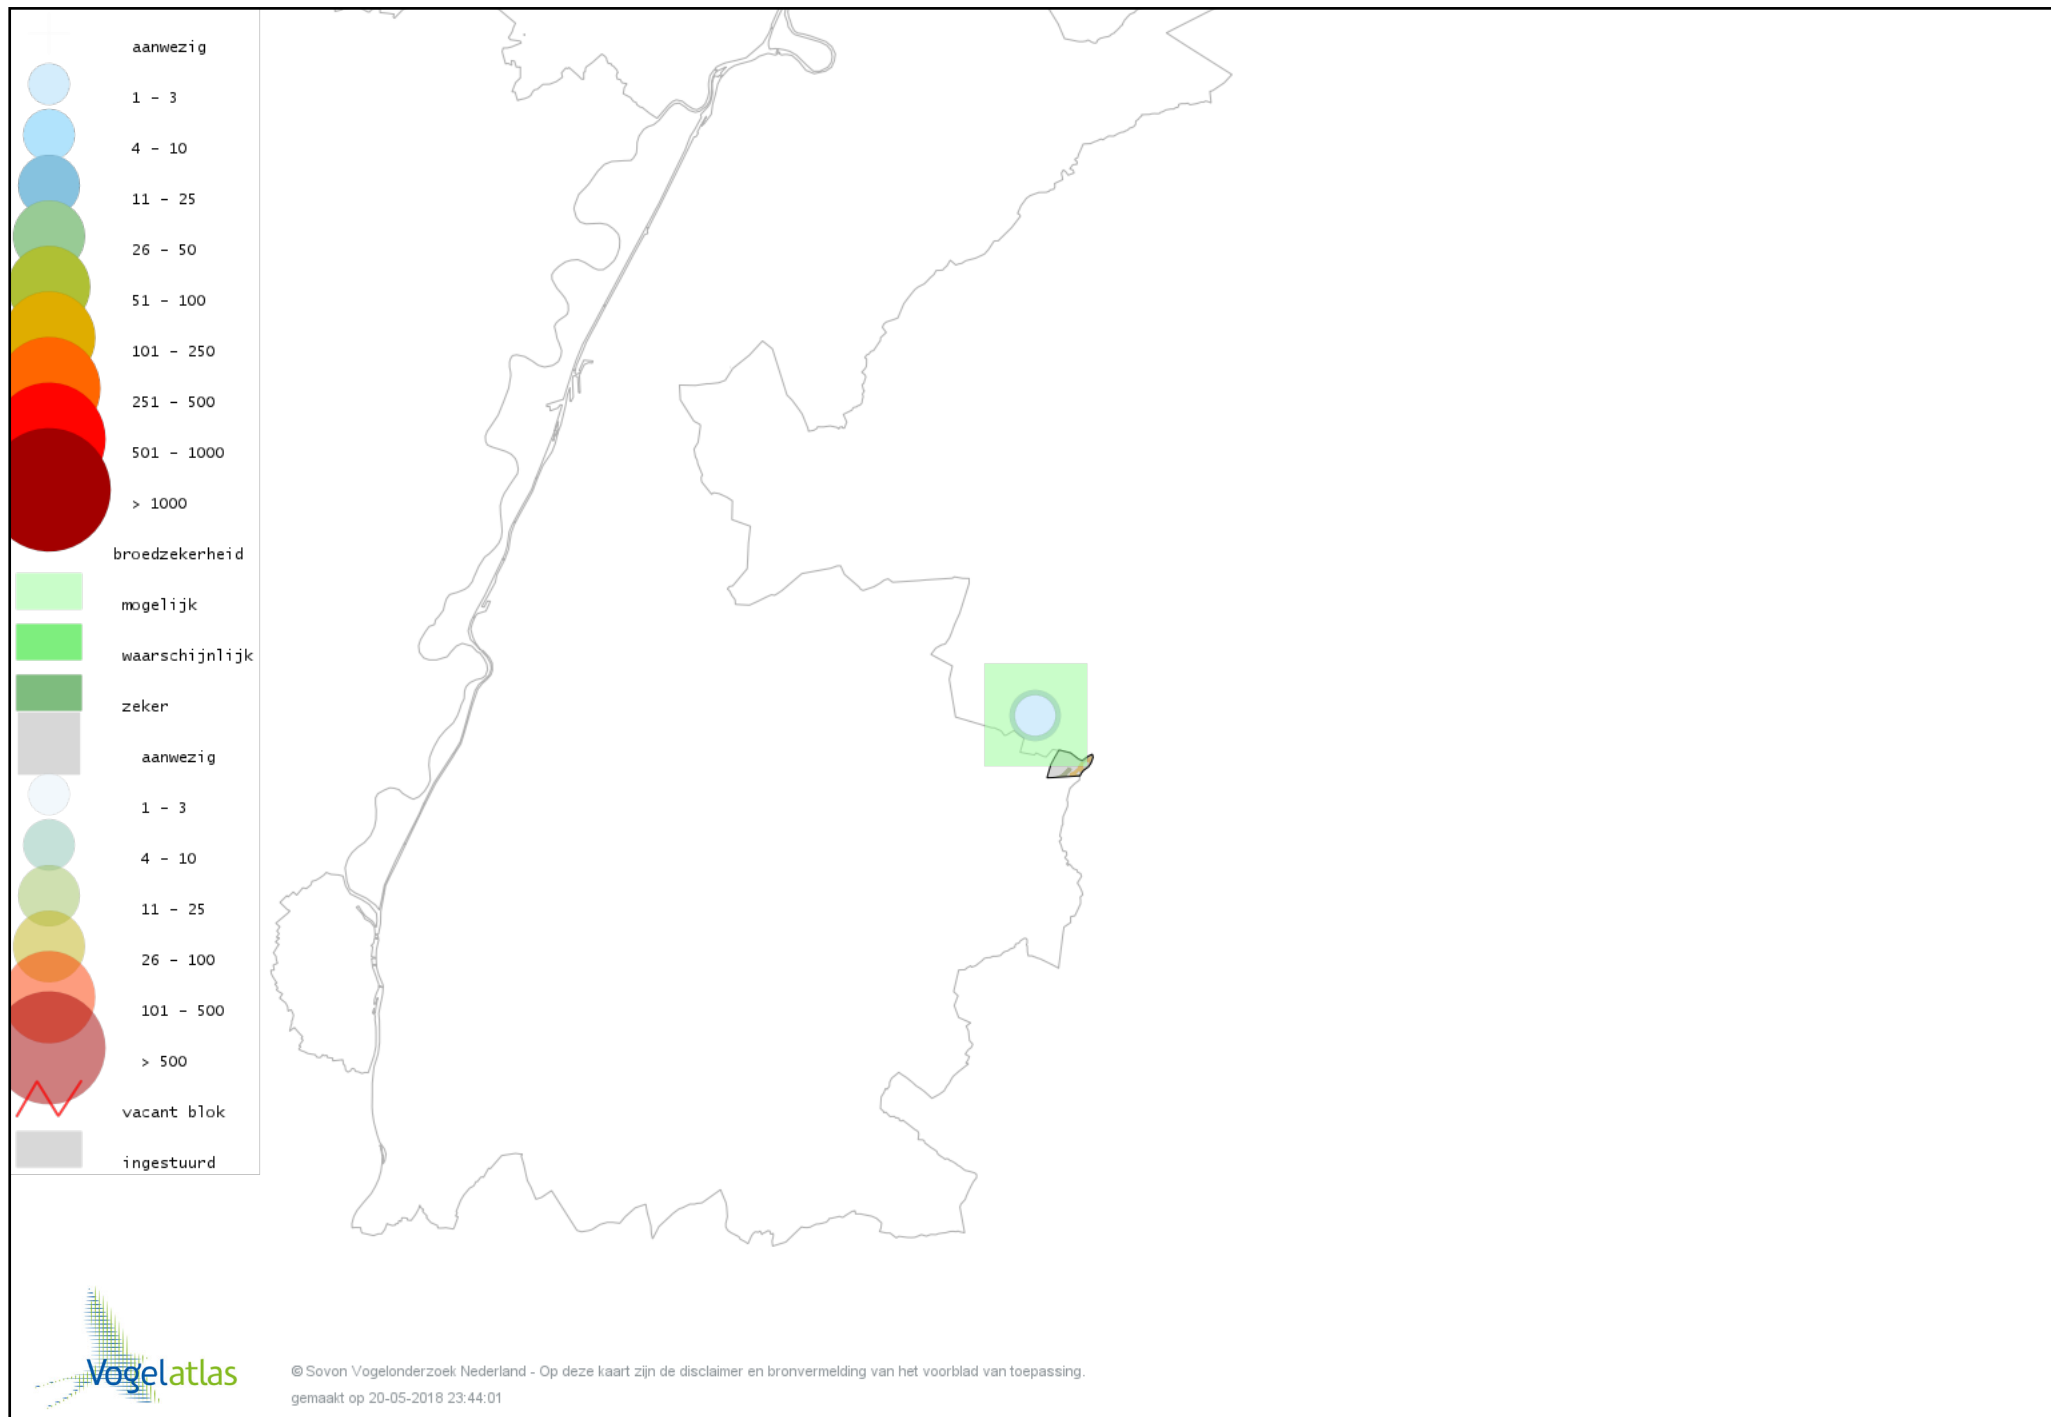 aanwezig
1 - 3
4 - 10
11 - 25
26 - 50
51 - 100
101 - 250
251 - 500
501 - 1000
> 1000
broedzekerheid
mogelijk
waarschijnlijk
zeker
aanwezig
1 - 3
4 - 10
11 - 25
26 - 100
101 - 500
> 500
vacant blok
ingestuurd
Vogelatlas
© Sovon Vogelonderzoek Nederland - Op deze kaart zijn de disclaimer en bronvermelding van het voorblad van toepassing.
gemaakt op 20-05-2018 23:44:01